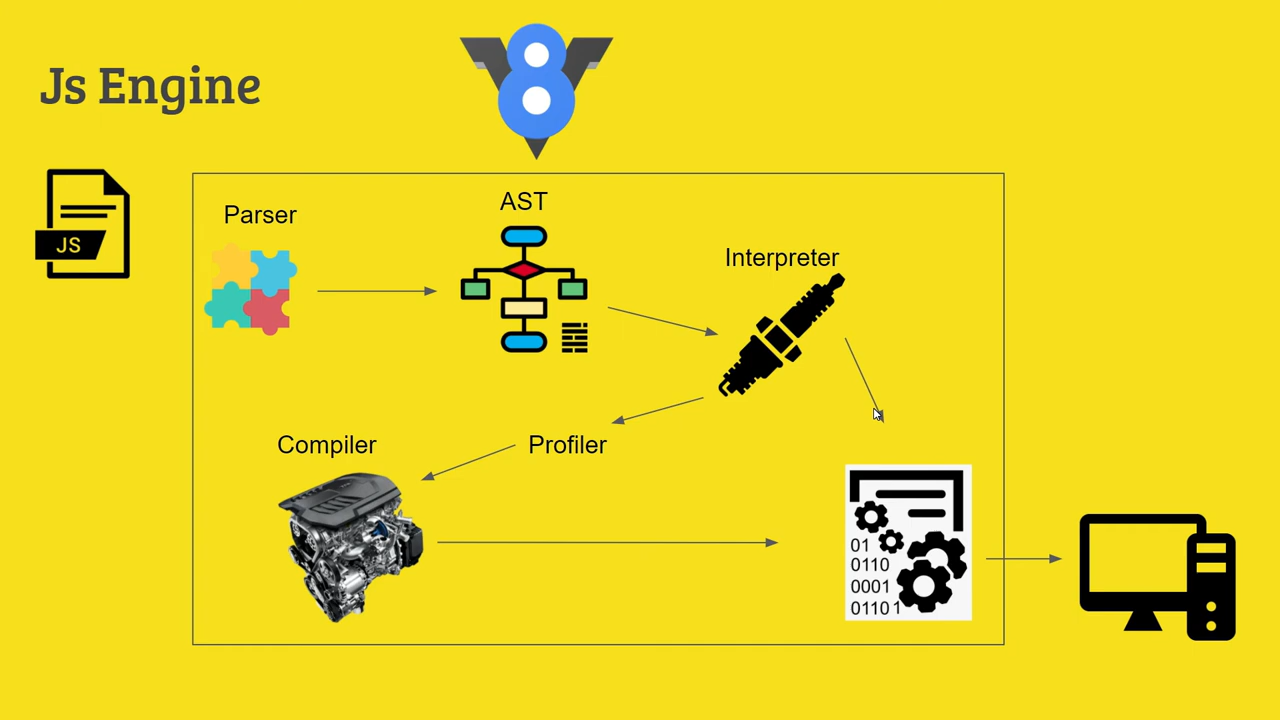 Js Engine
8
JS
Parser
AST
Interpreter
Compiler
Profiler
01
0110
0001
01101